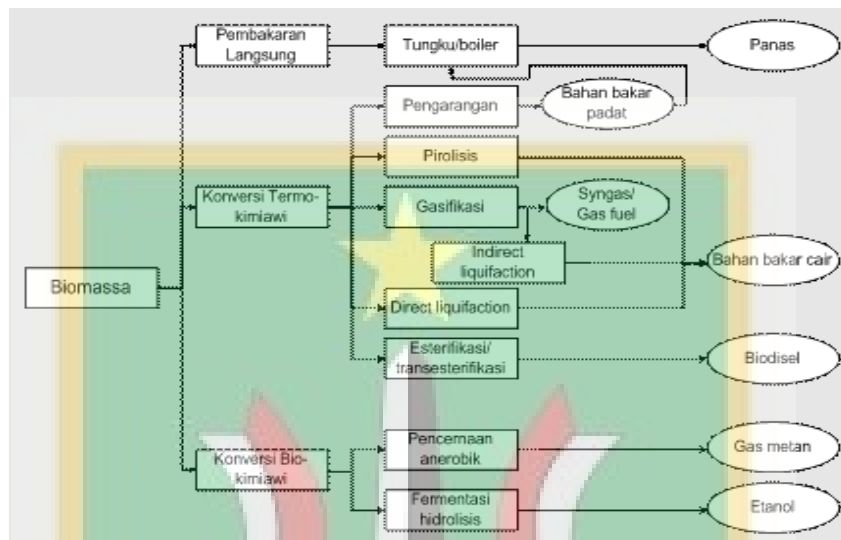 Pembakaran
Langsung
Tungku/boiler
Panas
Pengarangan
Bahan bakar
padat
Pirolisis
Konversi Termo-
kimiawi
Gasifikasi
Syngas/
Gas fuel
Indirect
liquifaction
Bahan bakar cair
Biomassa
Direct liquifaction
Esterifikasi/
transesterifikasi
Biodisel
Konversi Bio-
kimiawi
Pencernaan
anerobik
Gas metan
Fermentasi
hidrolisis
Etanol